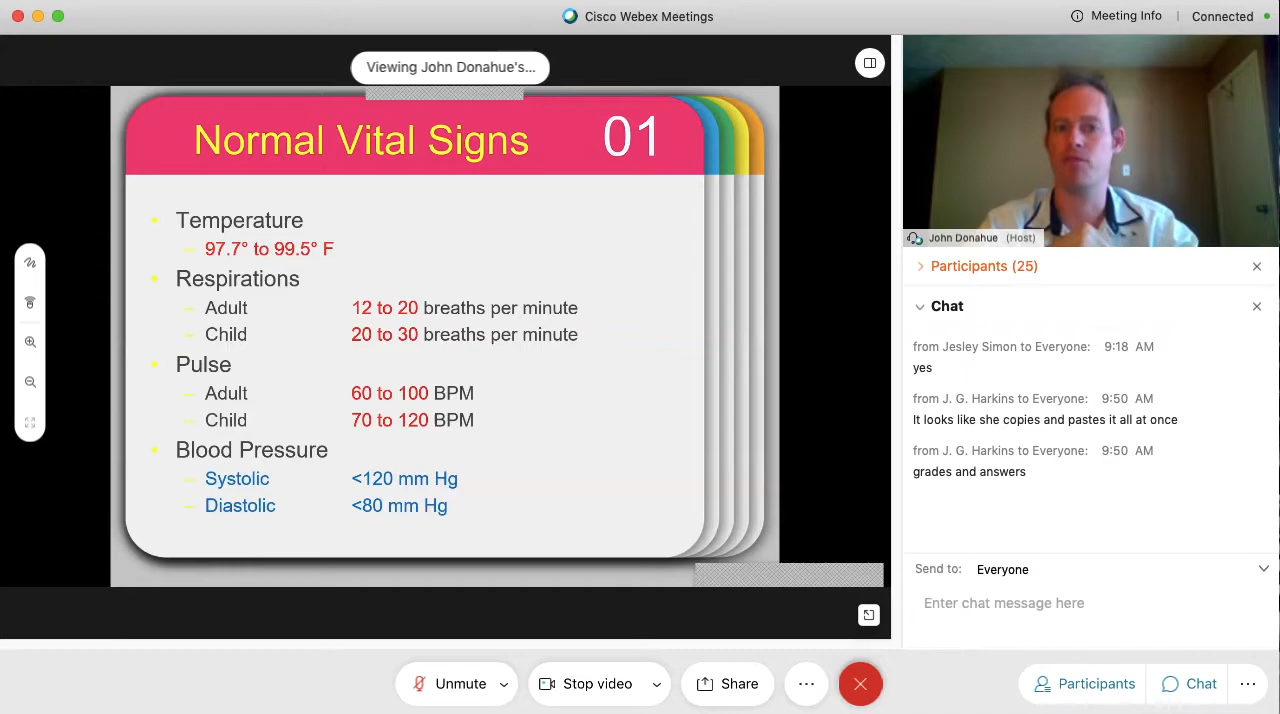 Cisco Webex Meetings
Meeting Info
Connected
Viewing John Donahue's...
Normal Vital Signs
01
Temperature
97.7° to 99.5° F
Respirations
Adult 12 to 20 breaths per minute
Child 20 to 30 breaths per minute
Pulse
Adult 60 to 100 BPM
Child 70 to 120 BPM
Blood Pressure
Systolic <120 mm Hg
Diastolic <80 mm Hg
John Donahue (Host)
Participants (25)
Chat
from Jesley Simon to Everyone: 9:18 AM
yes
from J. G. Harkins to Everyone: 9:50 AM
It looks like she copies and pastes it all at once
from J. G. Harkins to Everyone: 9:50 AM
grades and answers
Send to: Everyone
Enter chat message here
Unmute
Stop video
Share
Participants
Chat